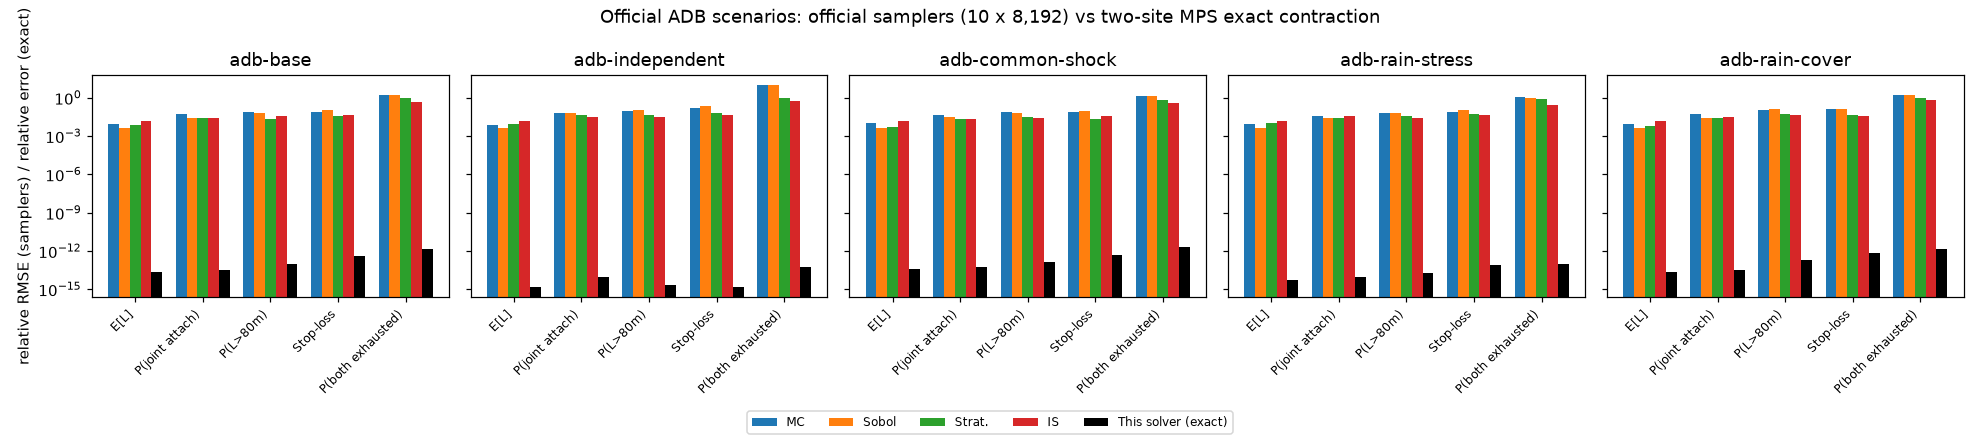 Official ADB scenarios: official samplers (10 x 8,192) vs two-site MPS exact contraction
relative RMSE (samplers) / relative error (exact)
adb-base
adb-independent
adb-common-shock
adb-rain-stress
adb-rain-cover
10⁰
10⁻³
10⁻⁶
10⁻⁹
10⁻¹²
10⁻¹⁵
E[L]
P(joint attach)
P(L>80m)
Stop-loss
P(both exhausted)
E[L]
P(joint attach)
P(L>80m)
Stop-loss
P(both exhausted)
E[L]
P(joint attach)
P(L>80m)
Stop-loss
P(both exhausted)
E[L]
P(joint attach)
P(L>80m)
Stop-loss
P(both exhausted)
E[L]
P(joint attach)
P(L>80m)
Stop-loss
P(both exhausted)
MC
Sobol
Strat.
IS
This solver (exact)